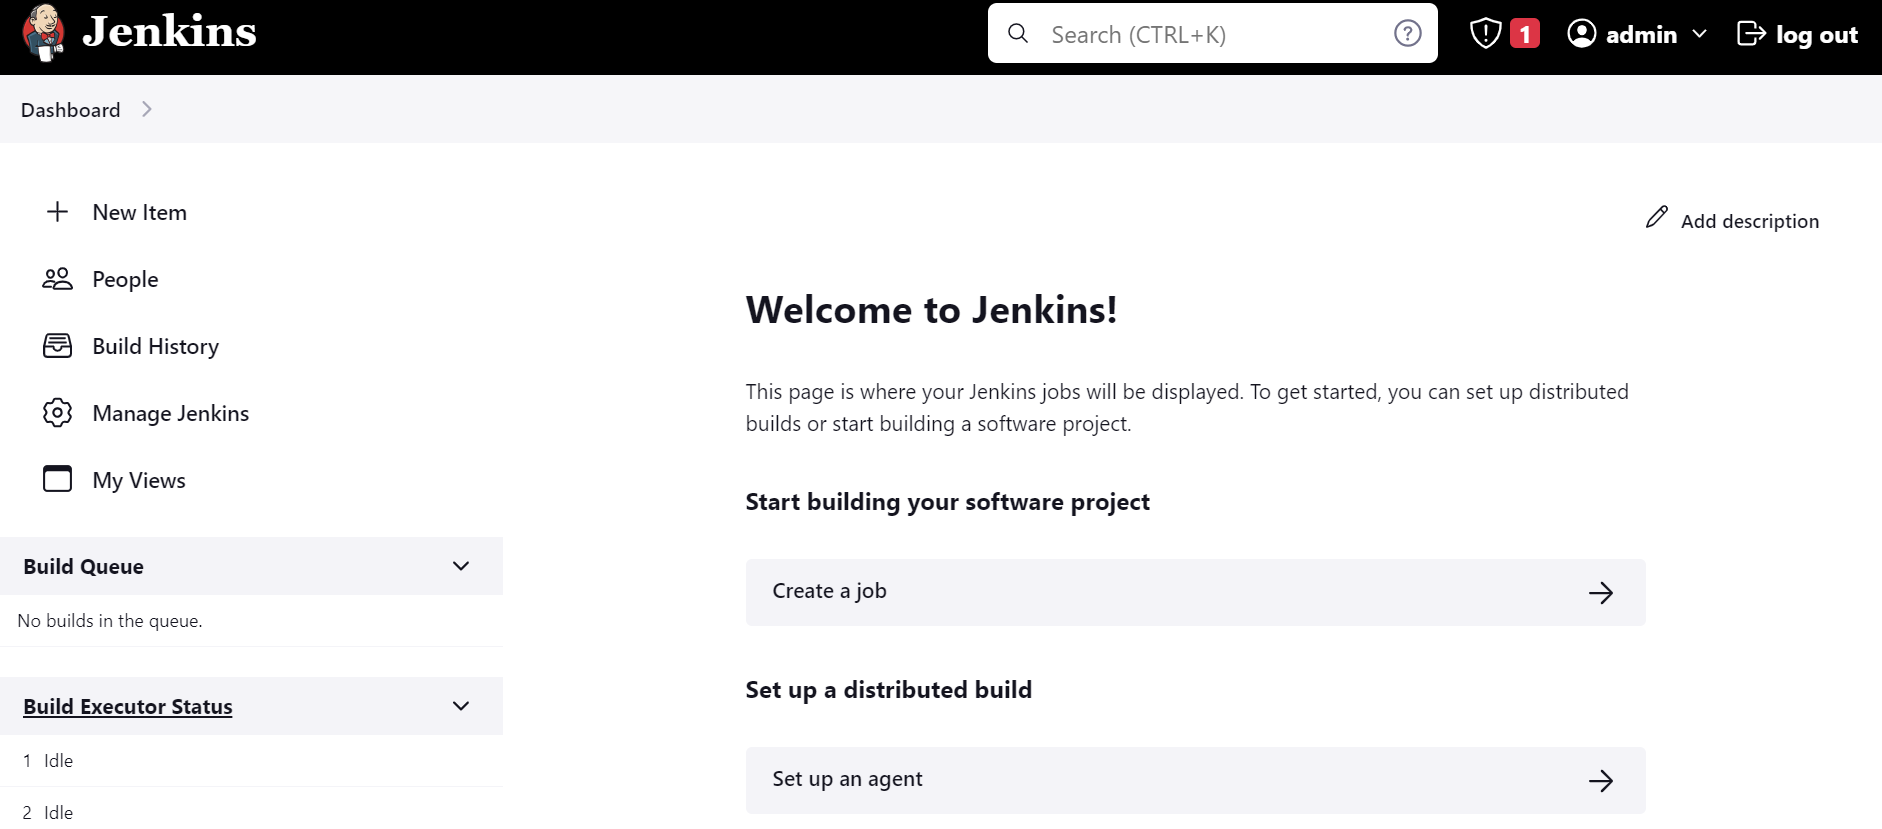 Jenkins
Search (CTRL+K)
?
! 1
admin
log out
Dashboard
New Item
People
Build History
Manage Jenkins
My Views
Build Queue
No builds in the queue.
Build Executor Status
1 Idle
2 Idle
Add description
Welcome to Jenkins!
This page is where your Jenkins jobs will be displayed. To get started, you can set up distributed
builds or start building a software project.
Start building your software project
Create a job
Set up a distributed build
Set up an agent